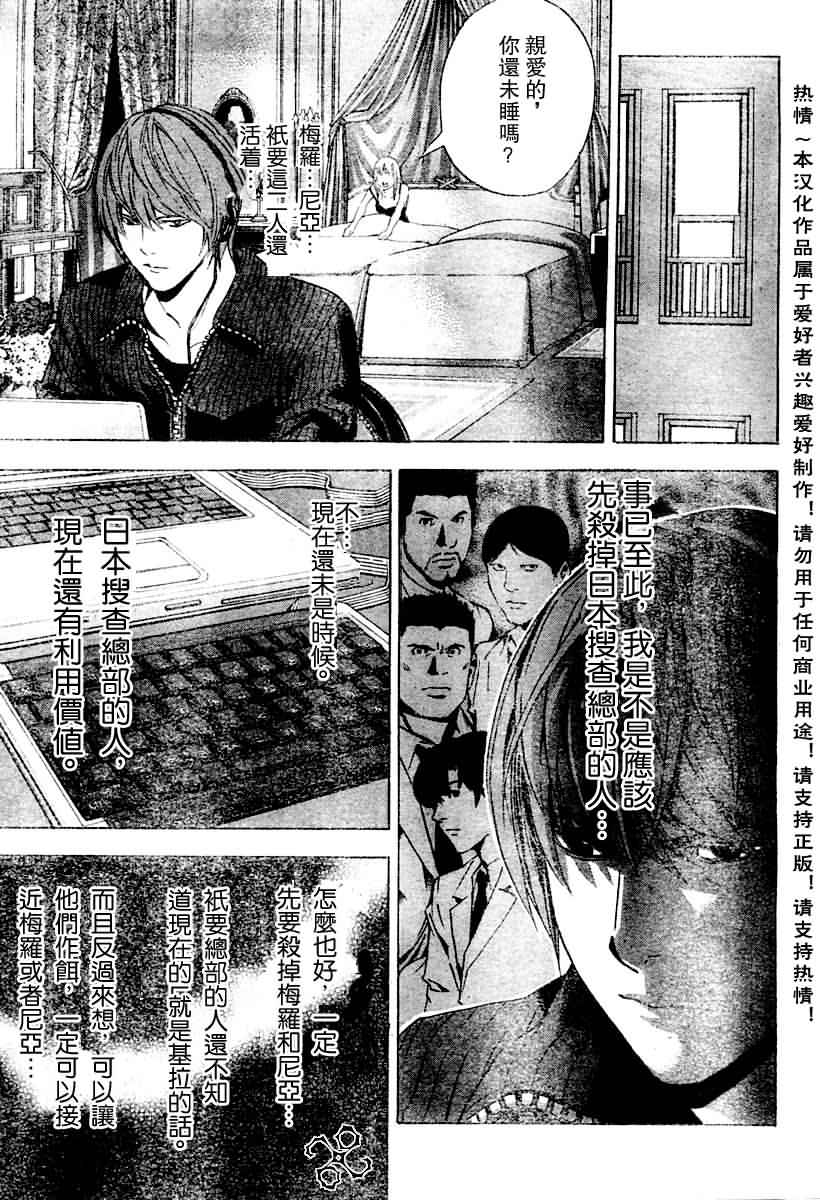 親愛的，
你還未睡嗎？
梅羅…尼亞…
衹要這二人還
活着…
事已至此，我是不是應該
先殺掉日本搜查總部的人…
不…
現在還未是時候。
日本搜查總部的人，
現在還有利用價值。
怎麼也好，一定
先要殺掉梅羅和尼亞…
衹要總部的人還不知
道現在的L就是基拉的話。
而且反過來想，可以讓
他們作餌，一定可以接
近梅羅或者尼亞…
热情～本汉化作品属于爱好者兴趣爱好制作！请勿用于任何商业用途！请支持正版！请支持热情！